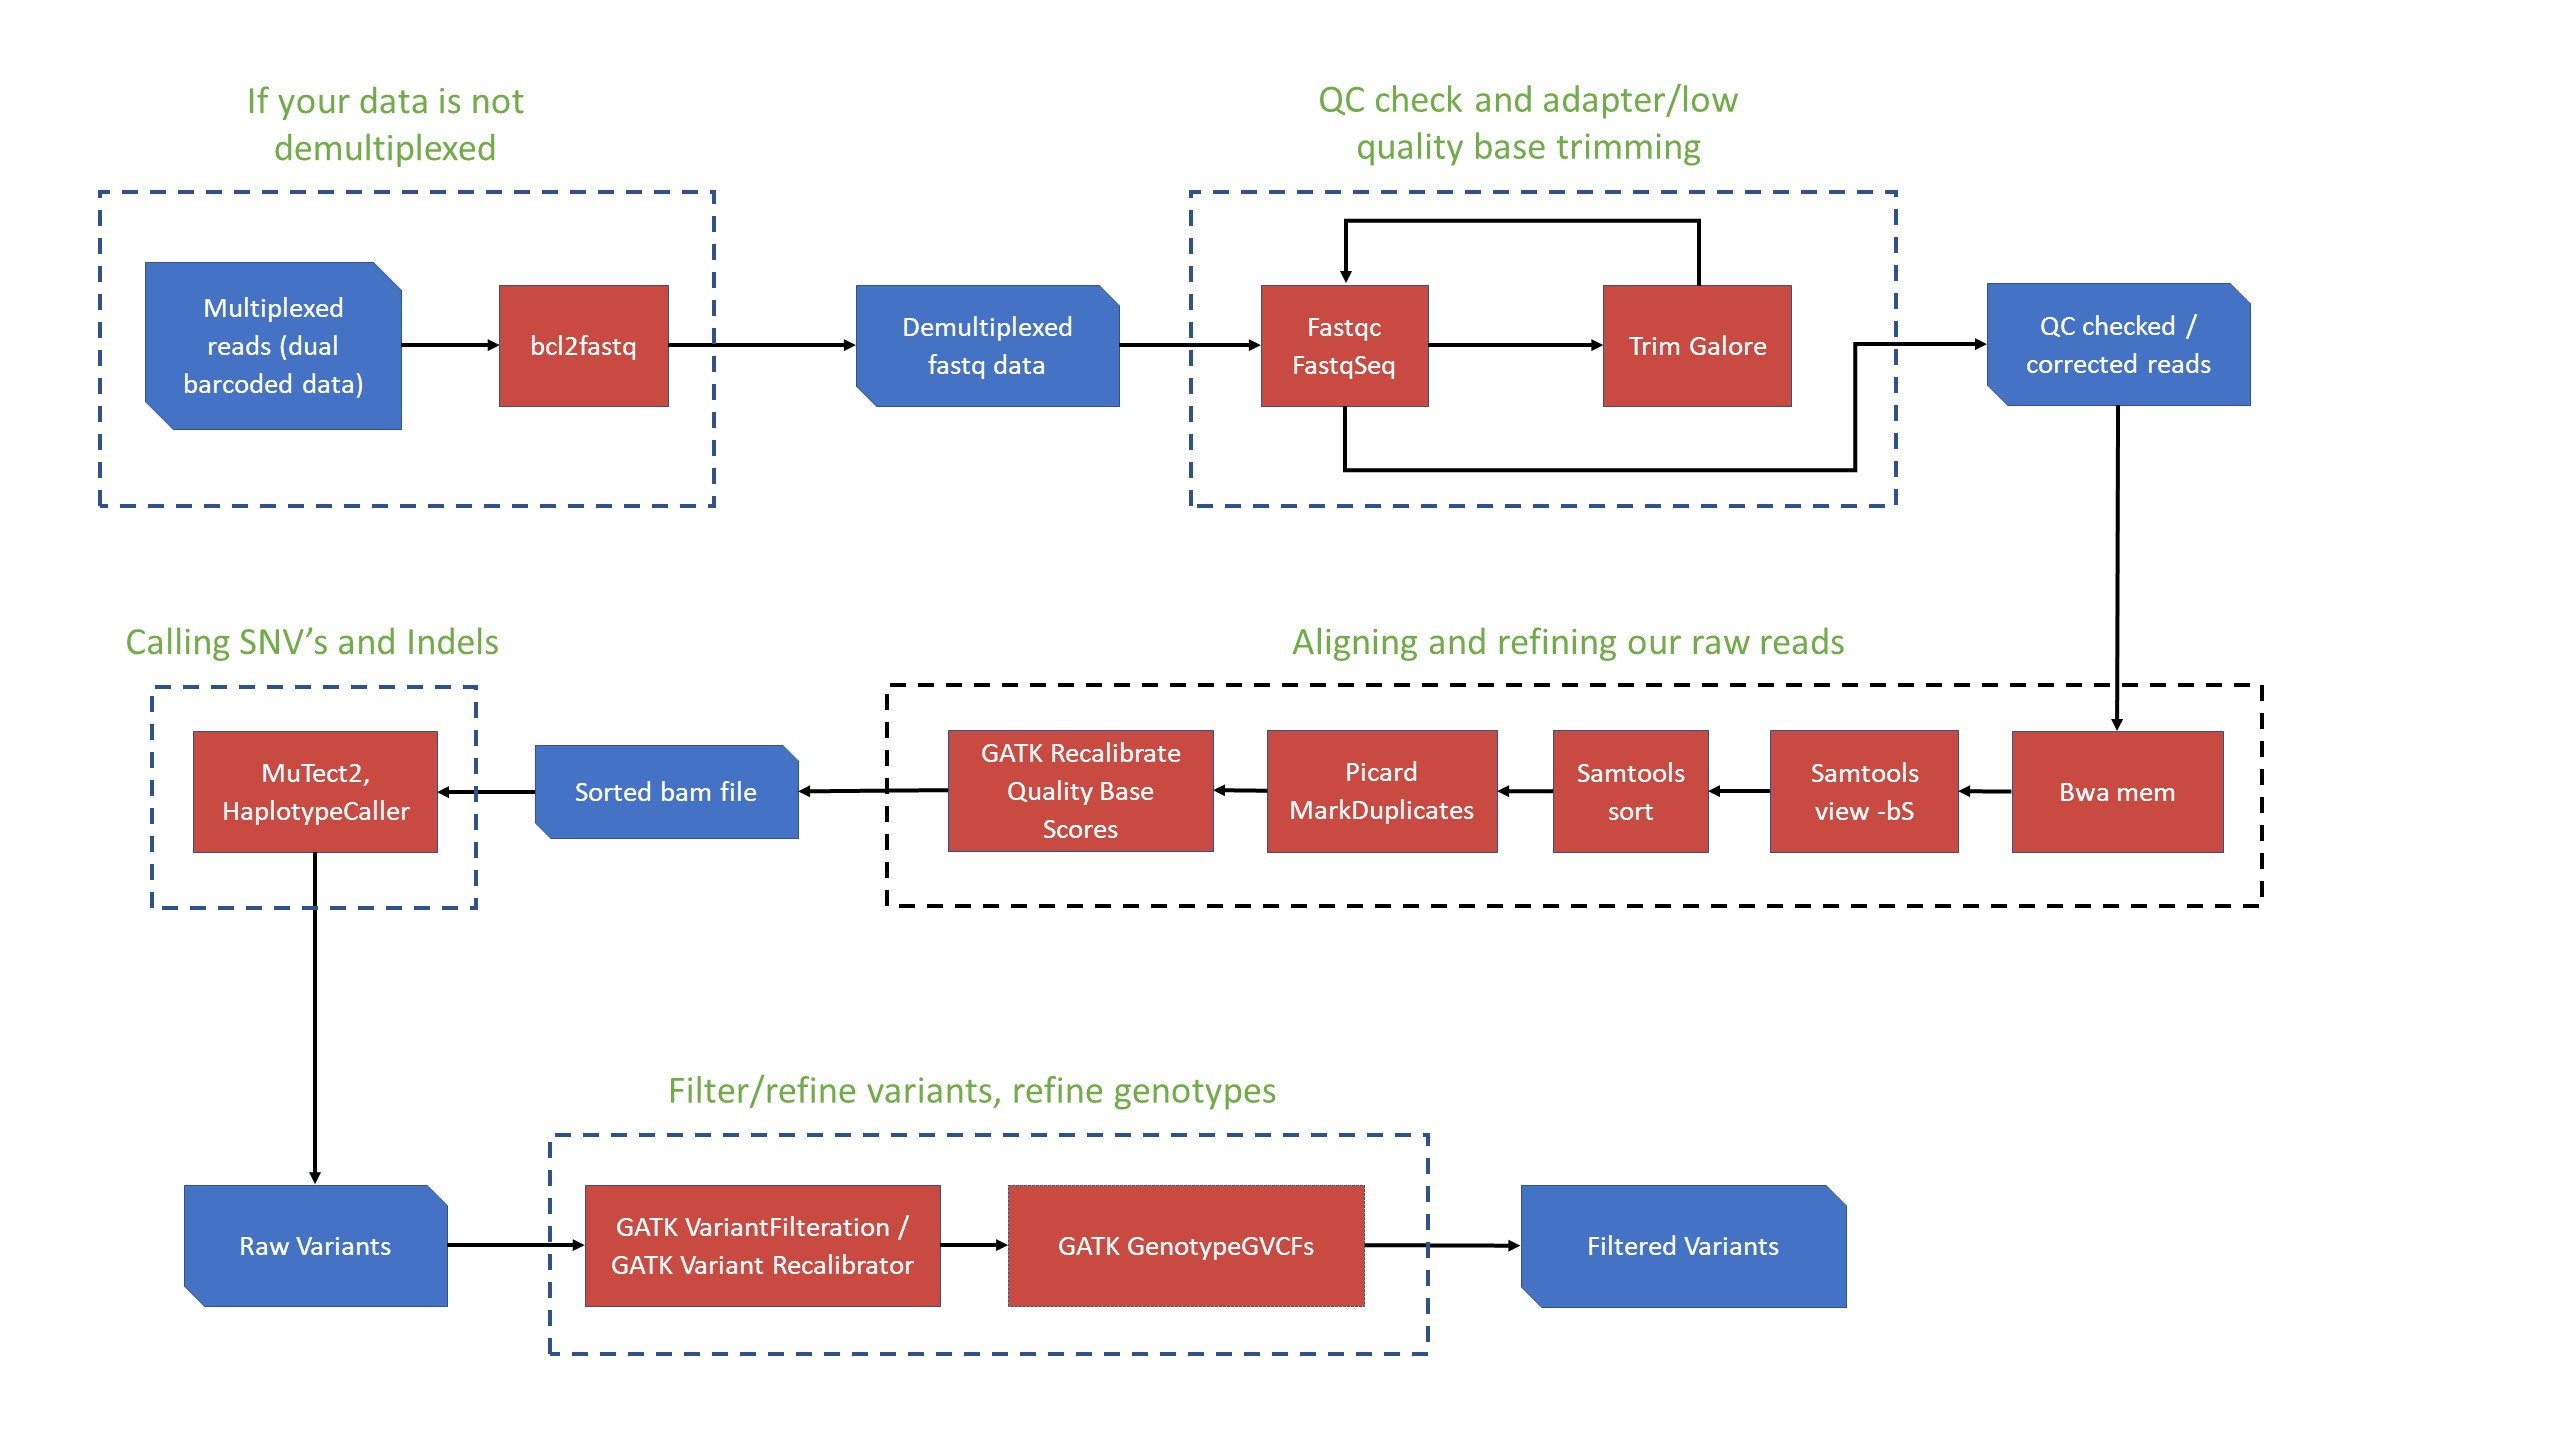 If your data is not
demultiplexed
QC check and adapter/low
quality base trimming
Multiplexed
reads (dual
barcoded data)
bcl2fastq
Demultiplexed
fastq data
Fastqc
FastqSeq
Trim Galore
QC checked /
corrected reads
Calling SNV’s and Indels
Aligning and refining our raw reads
MuTect2,
HaplotypeCaller
Sorted bam file
GATK Recalibrate
Quality Base
Scores
Picard
MarkDuplicates
Samtools
sort
Samtools
view -bS
Bwa mem
Filter/refine variants, refine genotypes
Raw Variants
GATK VariantFilteration /
GATK Variant Recalibrator
GATK GenotypeGVCFs
Filtered Variants